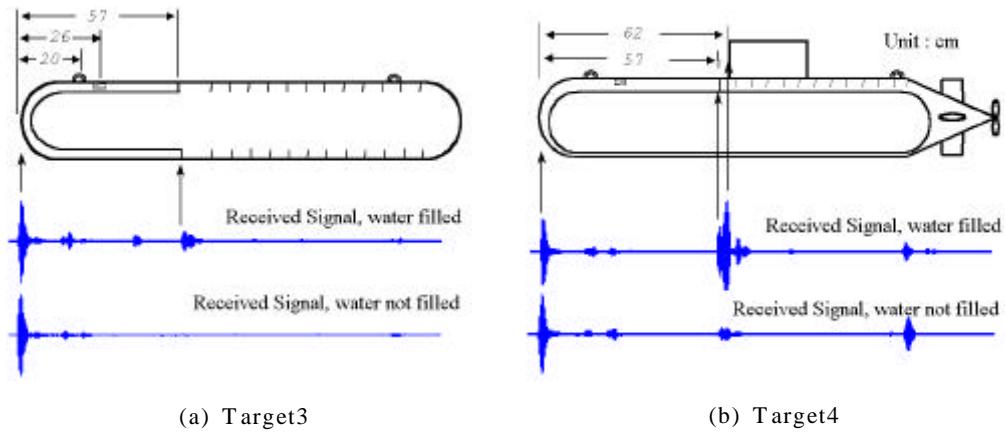 57
26
20
62
57
Unit : cm
Received Signal, water filled
Received Signal, water not filled
Received Signal, water filled
Received Signal, water not filled
(a) Target3
(b) Target4